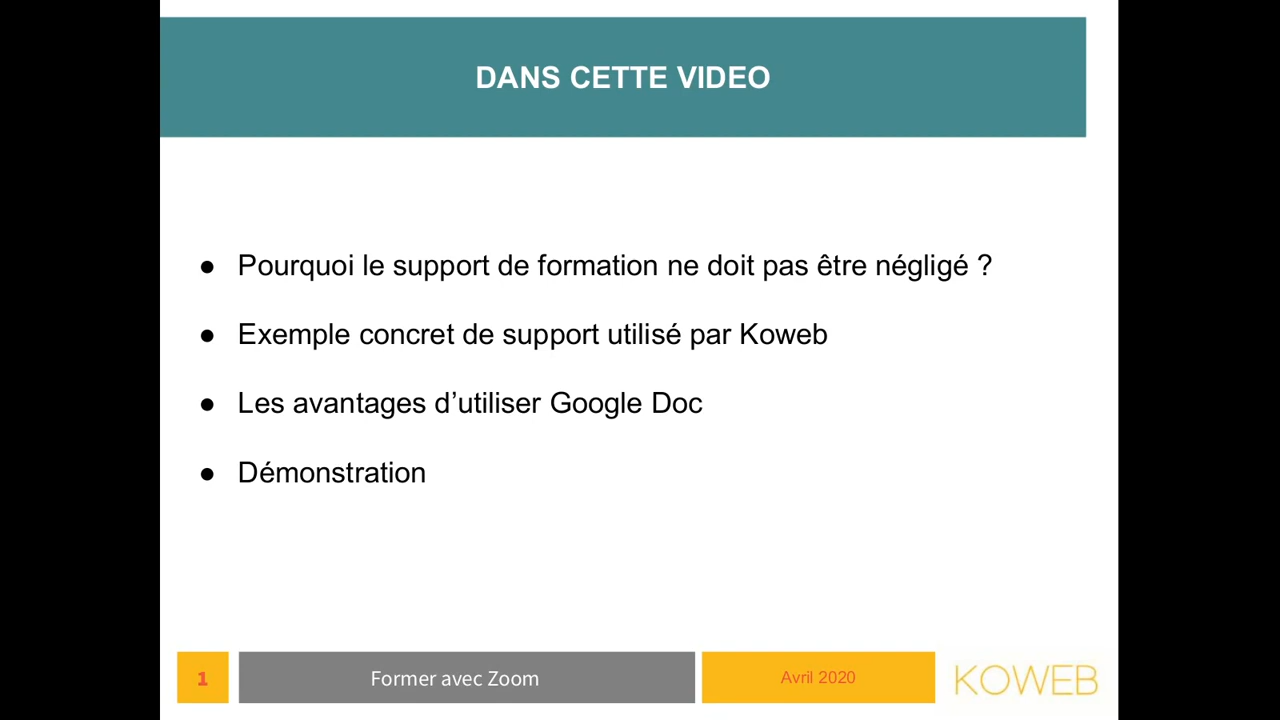 DANS CETTE VIDEO
● Pourquoi le support de formation ne doit pas être négligé ?
● Exemple concret de support utilisé par Koweb
● Les avantages d’utiliser Google Doc
● Démonstration
1
Former avec Zoom
Avril 2020
KOWEB